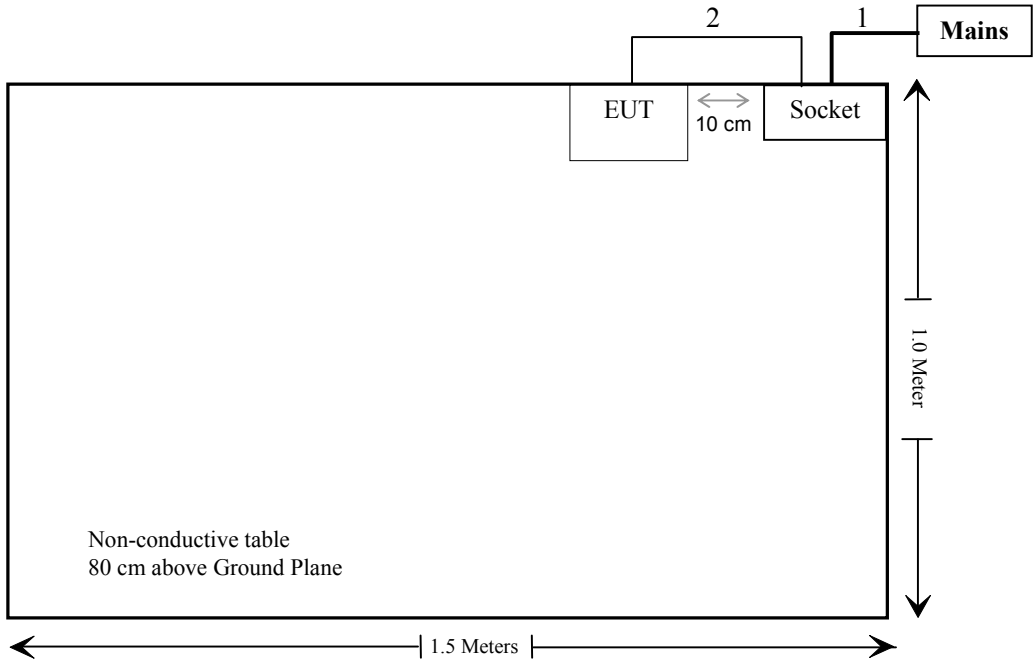 2
1
Mains
EUT
10 cm
Socket
1.0 Meter
Non-conductive table
80 cm above Ground Plane
1.5 Meters